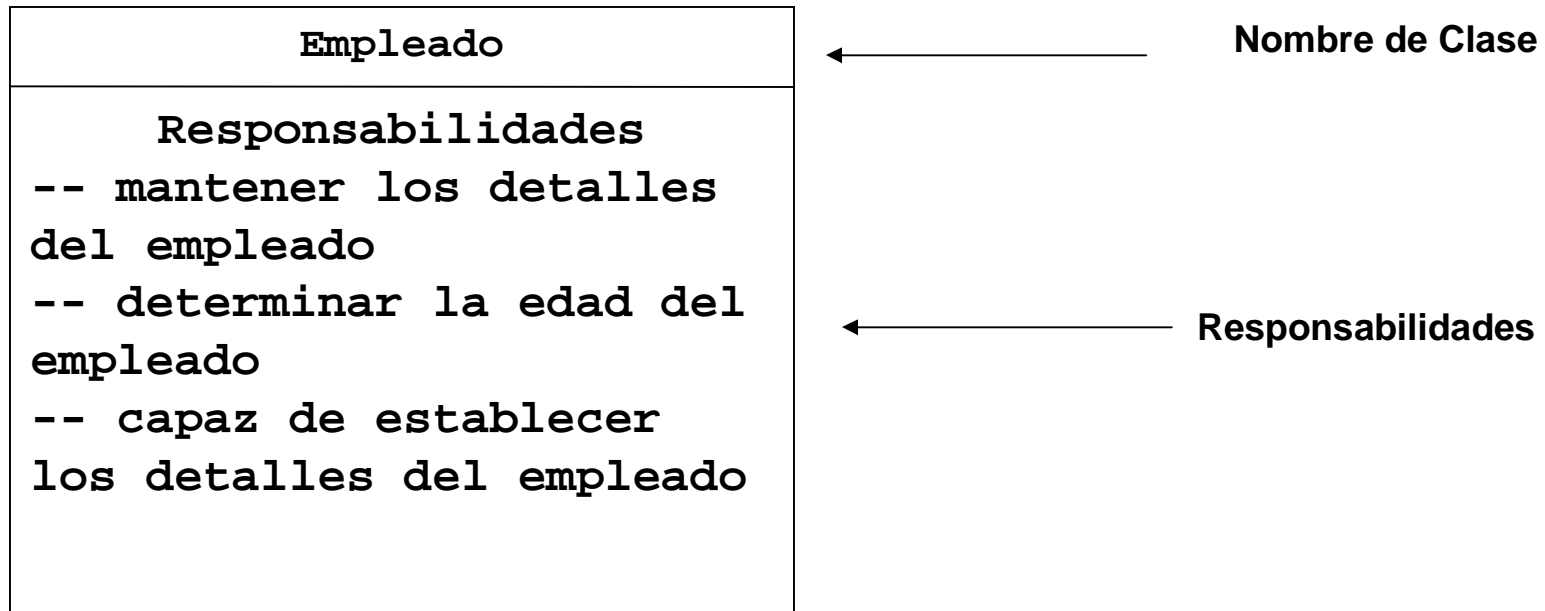 Empleado
Nombre de Clase
Responsabilidades
-- mantener los detalles
del empleado
-- determinar la edad del
empleado
-- capaz de establecer
los detalles del empleado
Responsabilidades